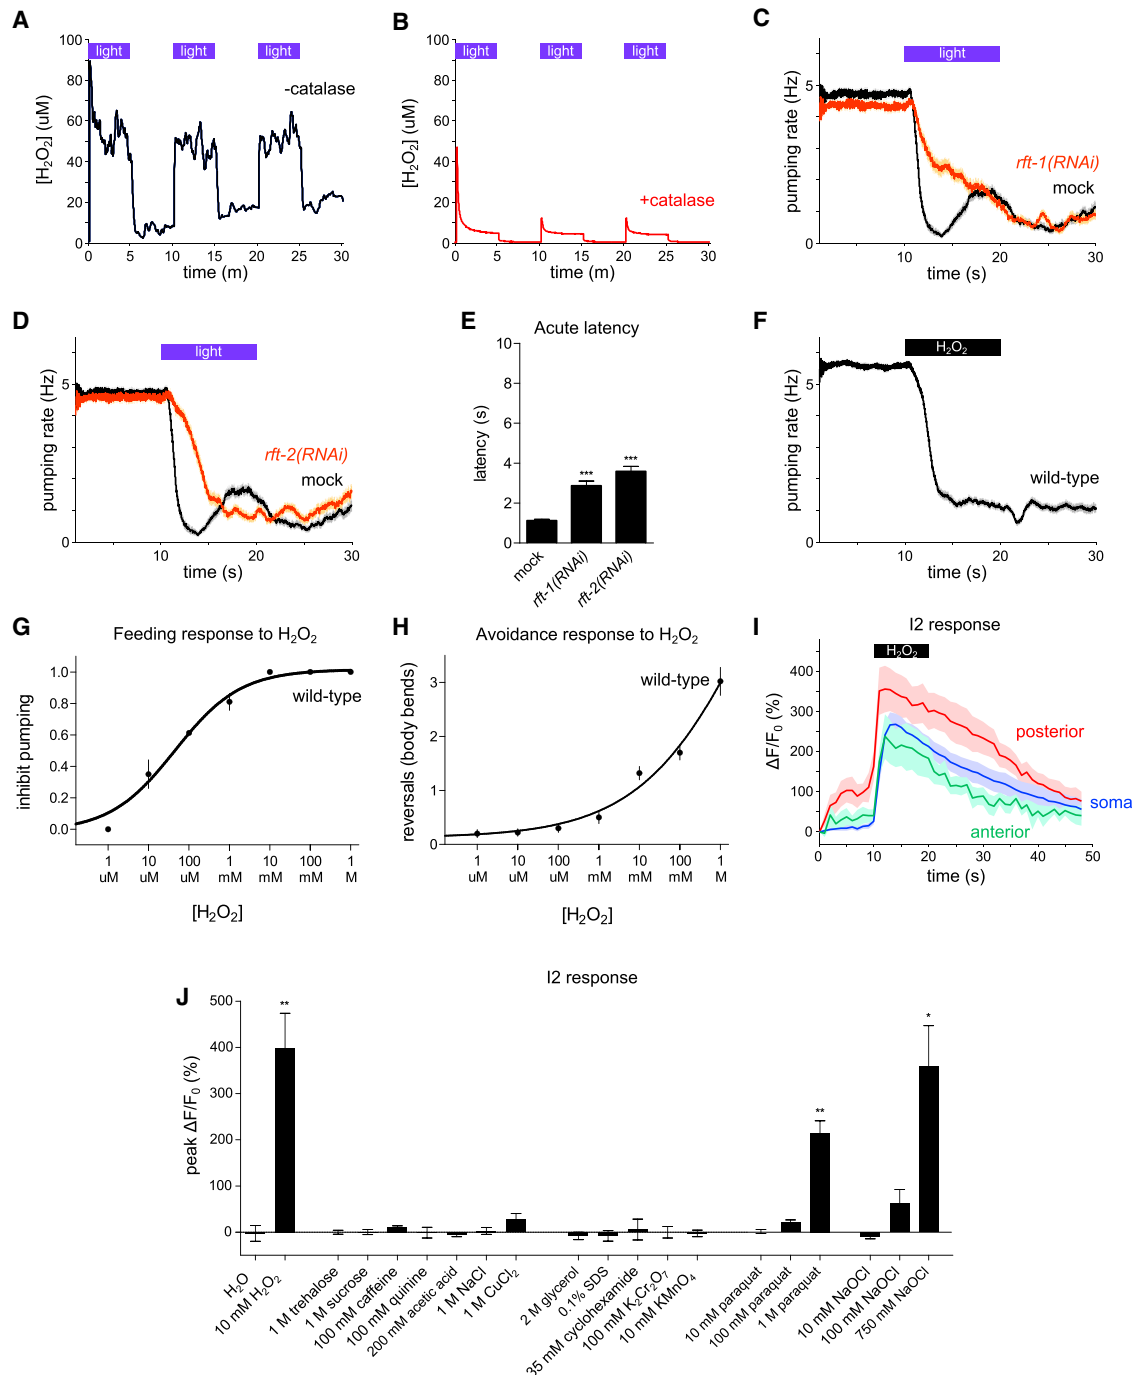 A
light light light
-catalase
[H₂O₂] (uM)
100
80
60
40
20
0
0 5 10 15 20 25 30
time (m)
B
light light light
+catalase
[H₂O₂] (uM)
100
80
60
40
20
0
0 5 10 15 20 25 30
time (m)
C
light
rft-1(RNAi)
mock
pumping rate (Hz)
5
0
0 10 20 30
time (s)
D
light
rft-2(RNAi)
mock
pumping rate (Hz)
5
0
0 10 20 30
time (s)
E
Acute latency
latency (s)
10
8
6
4
2
0
*** ***
mock
rft-1(RNAi)
rft-2(RNAi)
F
H₂O₂
wild-type
pumping rate (Hz)
5
0
0 10 20 30
time (s)
G
Feeding response to H₂O₂
wild-type
inhibit pumping
1.0
0.8
0.6
0.4
0.2
0.0
1 10 100 1 10 100 1
uM uM uM mM mM mM M
[H₂O₂]
H
Avoidance response to H₂O₂
wild-type
reversals (body bends)
3
2
1
0
1 10 100 1 10 100 1
uM uM uM mM mM mM M
[H₂O₂]
I
I2 response
H₂O₂
posterior
soma
anterior
ΔF/F₀ (%)
400
300
200
100
0
0 10 20 30 40 50
time (s)
J
I2 response
peak ΔF/F₀ (%)
500
400
300
200
100
0
**
**
*
H₂O
10 mM H₂O₂
1 M trehalose
1 M sucrose
100 mM caffeine
100 mM quinine
200 mM acetic acid
1 M NaCl
1 M CuCl₂
2 M glycerol
0.1% SDS
35 mM cyclohexamide
100 mM K₂Cr₂O₇
10 mM KMnO₄
10 mM paraquat
100 mM paraquat
1 M paraquat
10 mM NaOCl
100 mM NaOCl
750 mM NaOCl